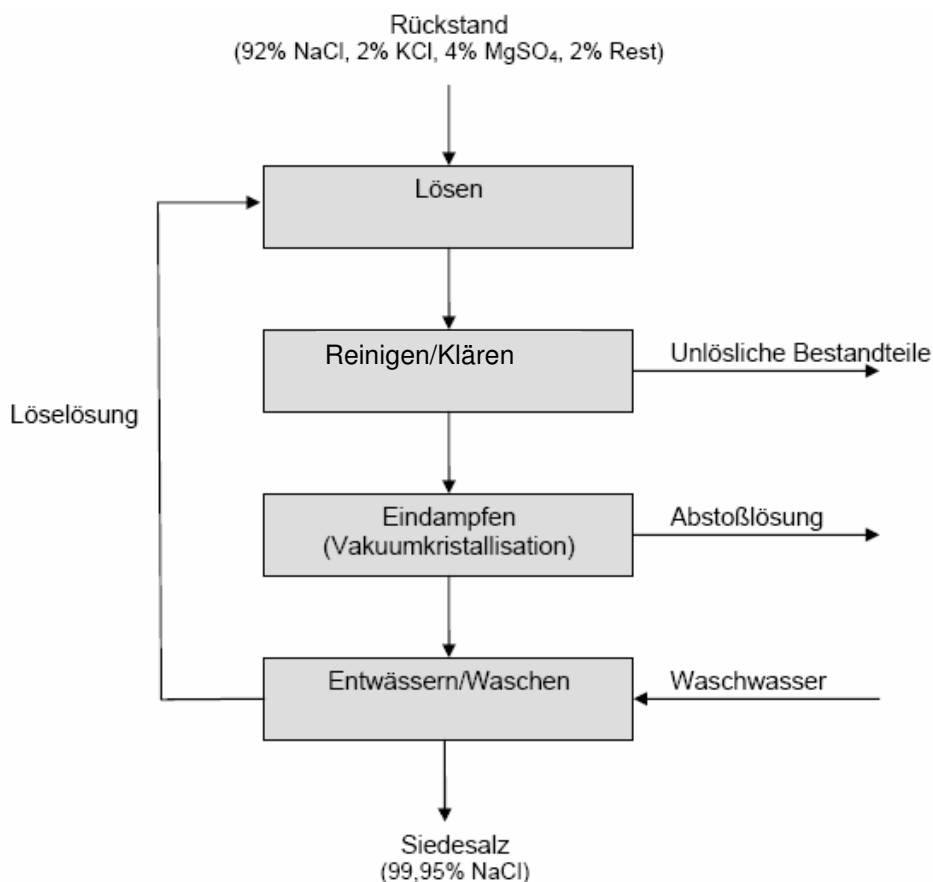 Rückstand
(92% NaCl, 2% KCl, 4% MgSO₄, 2% Rest)
Lösen
Reinigen/Klären
Unlösliche Bestandteile
Löselösung
Eindampfen
(Vakuumkristallisation)
Abstoßlösung
Entwässern/Waschen
Waschwasser
Siedesalz
(99,95% NaCl)